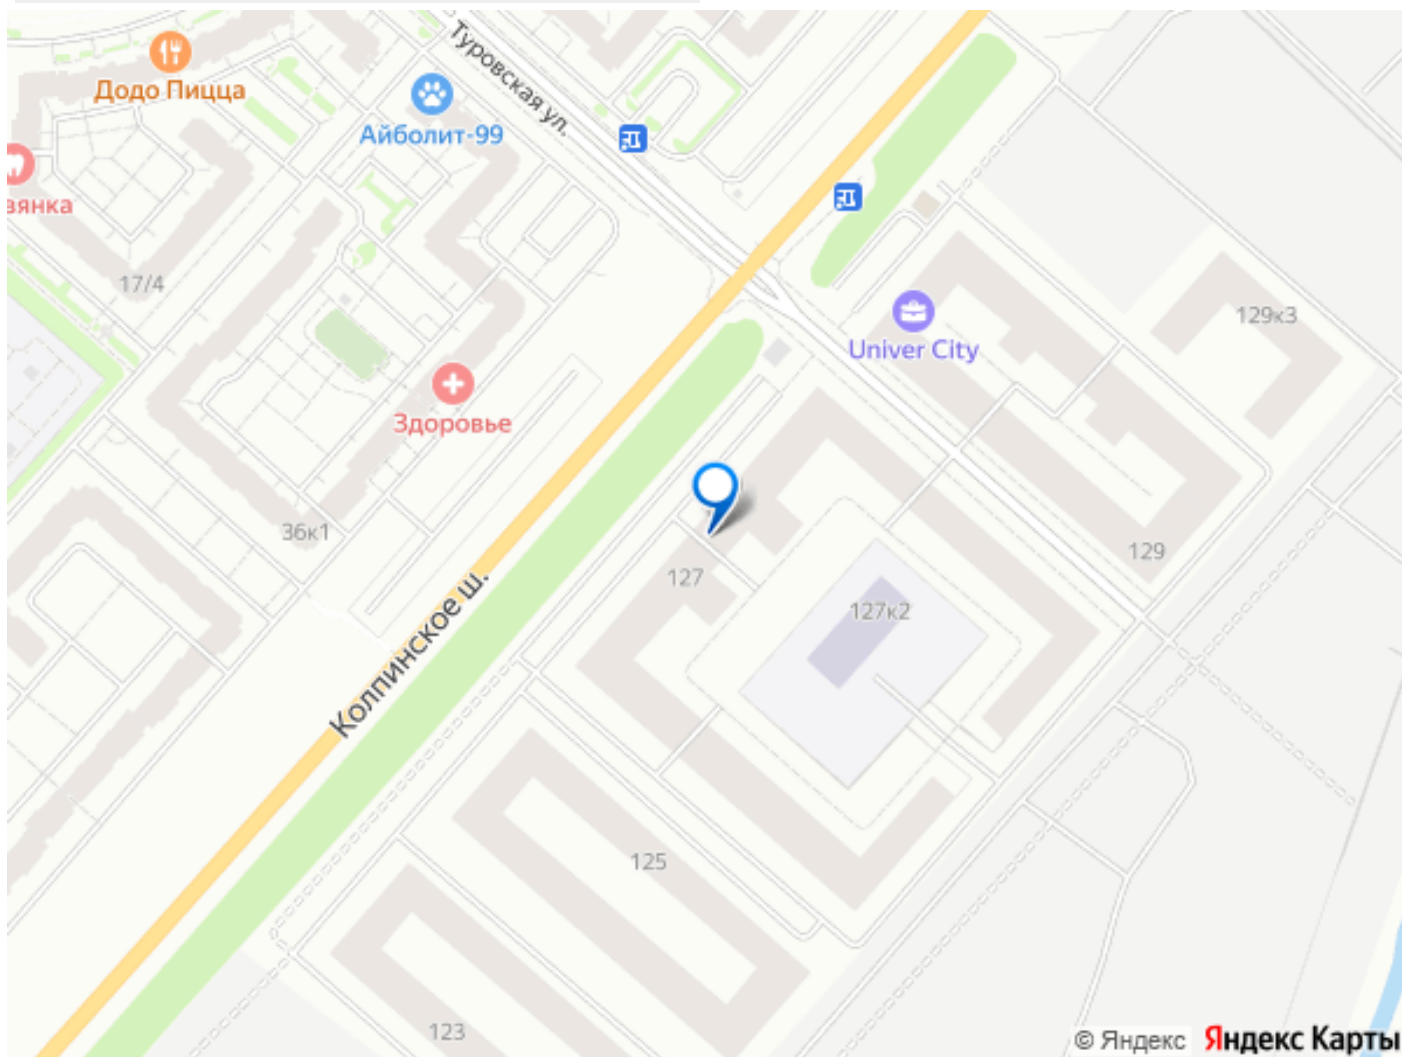 Туровская ул.
Додо Пицца
Айболит-99
вянка
17/4
129к3
Univer City
Здоровье
36к1
129
127
127к2
Колпинское ш.
125
123
© Яндекс Яндекс Карты